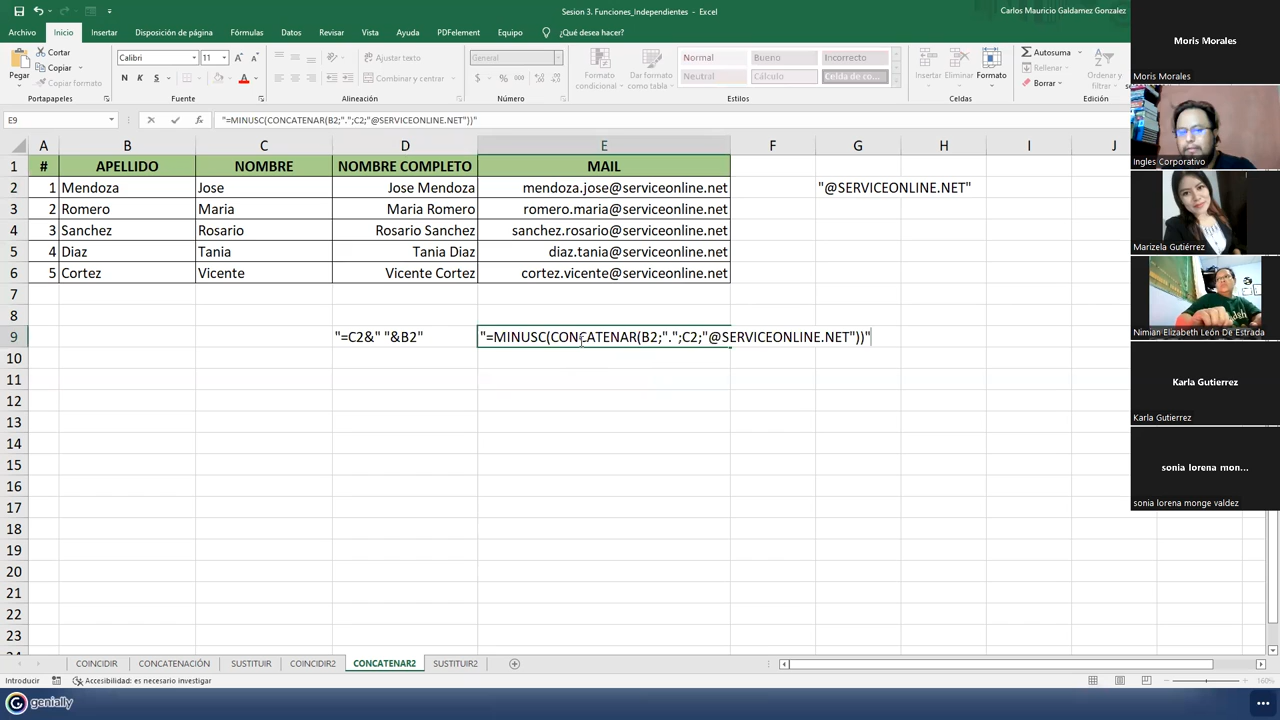 Sesion 3. Funciones_Independientes - Excel
Carlos Mauricio Galdamez Gonzalez
Archivo Inicio Insertar Disposición de página Fórmulas Datos Revisar Vista Ayuda PDFelement Equipo ¿Qué desea hacer?
Pegar
Cortar
Copiar
Copiar formato
Portapapeles
Calibri 11
N K S
Fuente
Ajustar texto
Combinar y centrar
Alineación
General
Número
Formato condicional
Dar formato como tabla
Normal Bueno Incorrecto
Neutral Cálculo Celda de co...
Estilos
Insertar Eliminar Formato
Celdas
Autosuma
Rellenar
Borrar
Ordenar y filtrar
Edición
E9
"=MINUSC(CONCATENAR(B2;".";C2;"@SERVICEONLINE.NET"))"
A B C D E F G H I J
1 # APELLIDO NOMBRE NOMBRE COMPLETO MAIL
2 1 Mendoza Jose Jose Mendoza mendoza.jose@serviceonline.net "@SERVICEONLINE.NET"
3 2 Romero Maria Maria Romero romero.maria@serviceonline.net
4 3 Sanchez Rosario Rosario Sanchez sanchez.rosario@serviceonline.net
5 4 Diaz Tania Tania Diaz diaz.tania@serviceonline.net
6 5 Cortez Vicente Vicente Cortez cortez.vicente@serviceonline.net
7
8
9 "=C2&" "&B2" "=MINUSC(CONCATENAR(B2;".";C2;"@SERVICEONLINE.NET"))"
10
11
12
13
14
15
16
17
18
19
20
21
22
23
COINCIDIR CONCATENACIÓN SUSTITUIR COINCIDIR2 CONCATENAR2 SUSTITUIR2
Introducir Accesibilidad: es necesario investigar 160%
Moris Morales
Moris Morales
Ingles Corporativo
Marizela Gutiérrez
Nimian Elizabeth León De Estrada
Karla Gutierrez
Karla Gutierrez
sonia lorena mon...
sonia lorena monge valdez
genially